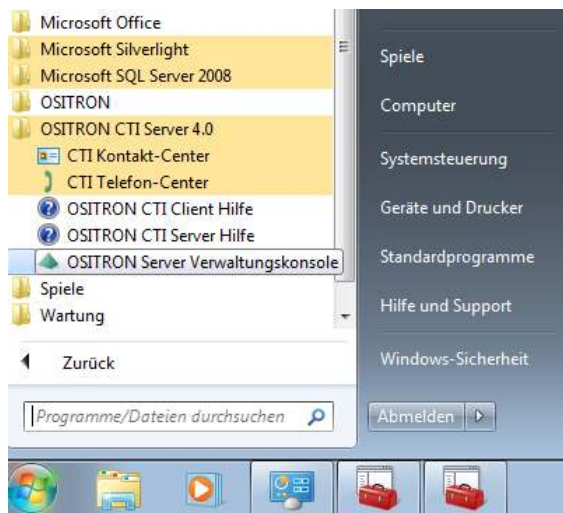 Microsoft Office
Microsoft Silverlight
Microsoft SQL Server 2008
OSITRON
OSITRON CTI Server 4.0
CTI Kontakt-Center
CTI Telefon-Center
OSITRON CTI Client Hilfe
OSITRON CTI Server Hilfe
OSITRON Server Verwaltungskonsole
Spiele
Wartung
Zurück
Programme/Dateien durchsuchen
Spiele
Computer
Systemsteuerung
Geräte und Drucker
Standardprogramme
Hilfe und Support
Windows-Sicherheit
Abmelden